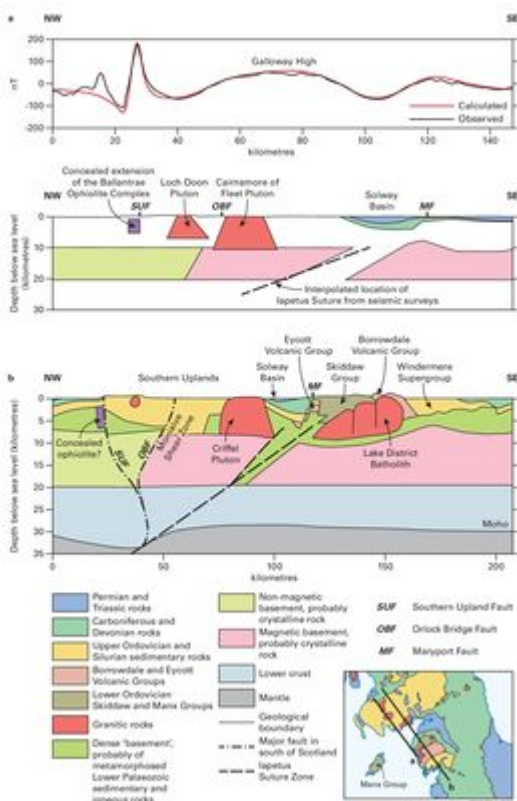 a NW SE
200
100
0
-100
-200
nT
Galloway High
Calculated
Observed
0 20 40 60 80 100 120 140
kilometres
Concealed extension
of the Ballantrae
Ophiolite Complex
Loch Doon
Pluton
Cairnsmore of
Fleet Pluton
Solway
Basin
NW SUF OBF MF SE
0
10
20
30
Depth below sea level
(kilometres)
Interpolated location of
Iapetus Suture from seismic surveys
b NW SE
Southern Uplands
Solway
Basin
Eycott
Volcanic Group
MF
Skiddaw
Group
Borrowdale
Volcanic Group
Windermere
Supergroup
0
5
10
15
20
25
30
35
Depth below sea level (kilometres)
Concealed
ophiolite?
SUF
OBF
Moniaive
Shear Zone
Criffel
Pluton
Lake District
Batholith
Moho
0 50 100 150 200
kilometres
Permian and
Triassic rocks
Carboniferous and
Devonian rocks
Upper Ordovician and
Silurian sedimentary rocks
Borrowdale and Eycott
Volcanic Groups
Lower Ordovician
Skiddaw and Manx Groups
Granitic rocks
Dense 'basement',
probably of
metamorphosed
Lower Palaeozoic
sedimentary and
igneous rocks
Non-magnetic
basement, probably
crystalline rock
Magnetic basement,
probably crystalline
rock
Lower crust
Mantle
Geological
boundary
Major fault in
south of Scotland
Iapetus
Suture Zone
SUF Southern Upland Fault
OBF Orlock Bridge Fault
MF Maryport Fault
Manx Group
a
b